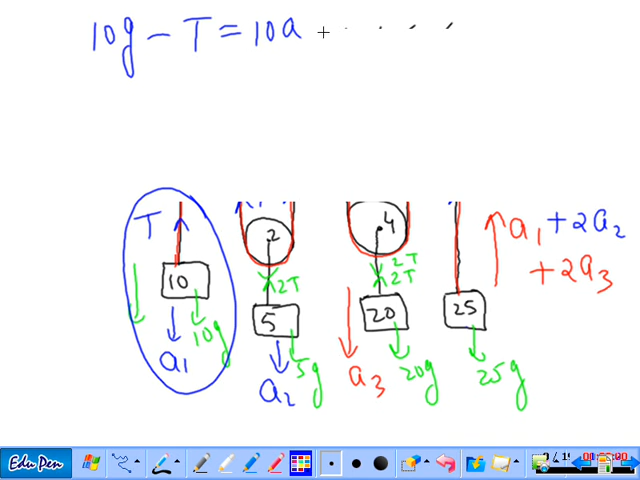 10g - T = 10a
T
2
4
a1 + 2a2
+ 2a3
2T
2T
2T
10
5
20
25
10g
a1
5g
a2
a3
20g
25g
Edu Pen